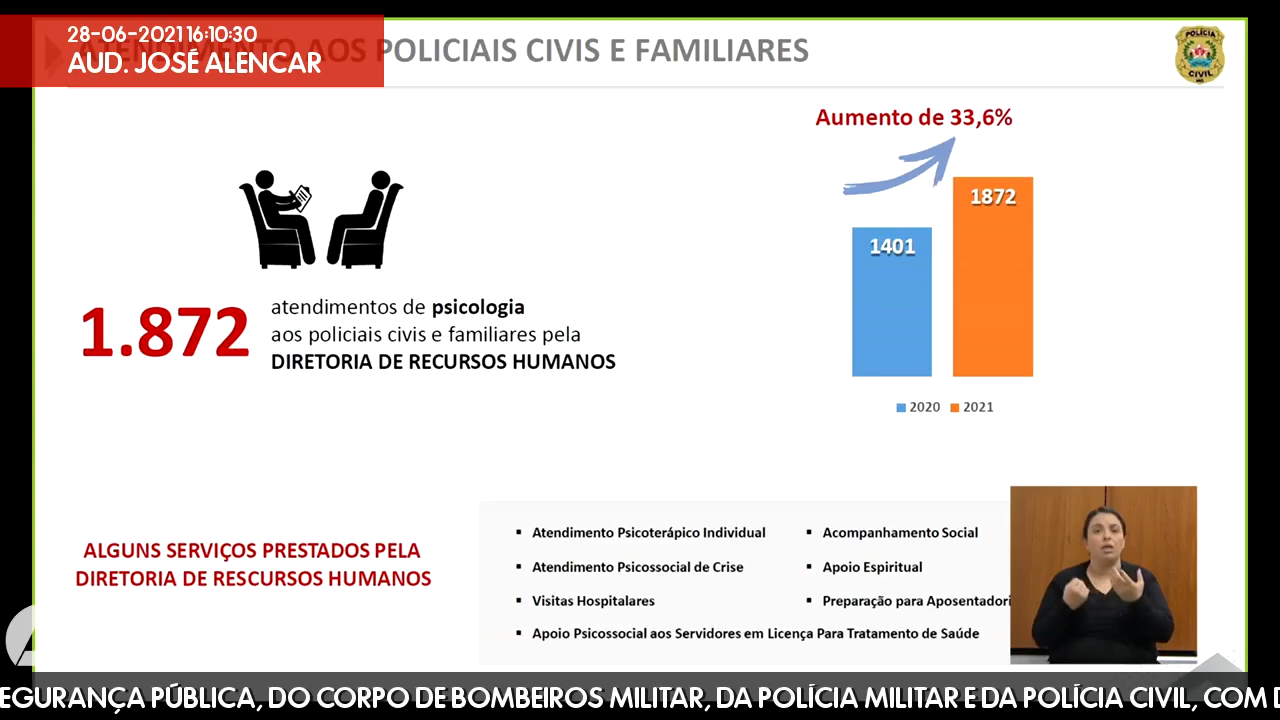 28-06-2021 16:10:30
AUD. JOSÉ ALENCAR
AOS POLICIAIS CIVIS E FAMILIARES
POLÍCIA
CIVIL
MG
Aumento de 33,6%
1872
1401
2020 2021
1.872
atendimentos de psicologia
aos policiais civis e familiares pela
DIRETORIA DE RECURSOS HUMANOS
ALGUNS SERVIÇOS PRESTADOS PELA
DIRETORIA DE RESCURSOS HUMANOS
▪ Atendimento Psicoterápico Individual
▪ Atendimento Psicossocial de Crise
▪ Visitas Hospitalares
▪ Apoio Psicossocial aos Servidores em Licença Para Tratamento de Saúde
▪ Acompanhamento Social
▪ Apoio Espiritual
▪ Preparação para Aposentadori
EGURANÇA PÚBLICA, DO CORPO DE BOMBEIROS MILITAR, DA POLÍCIA MILITAR E DA POLÍCIA CIVIL, COM